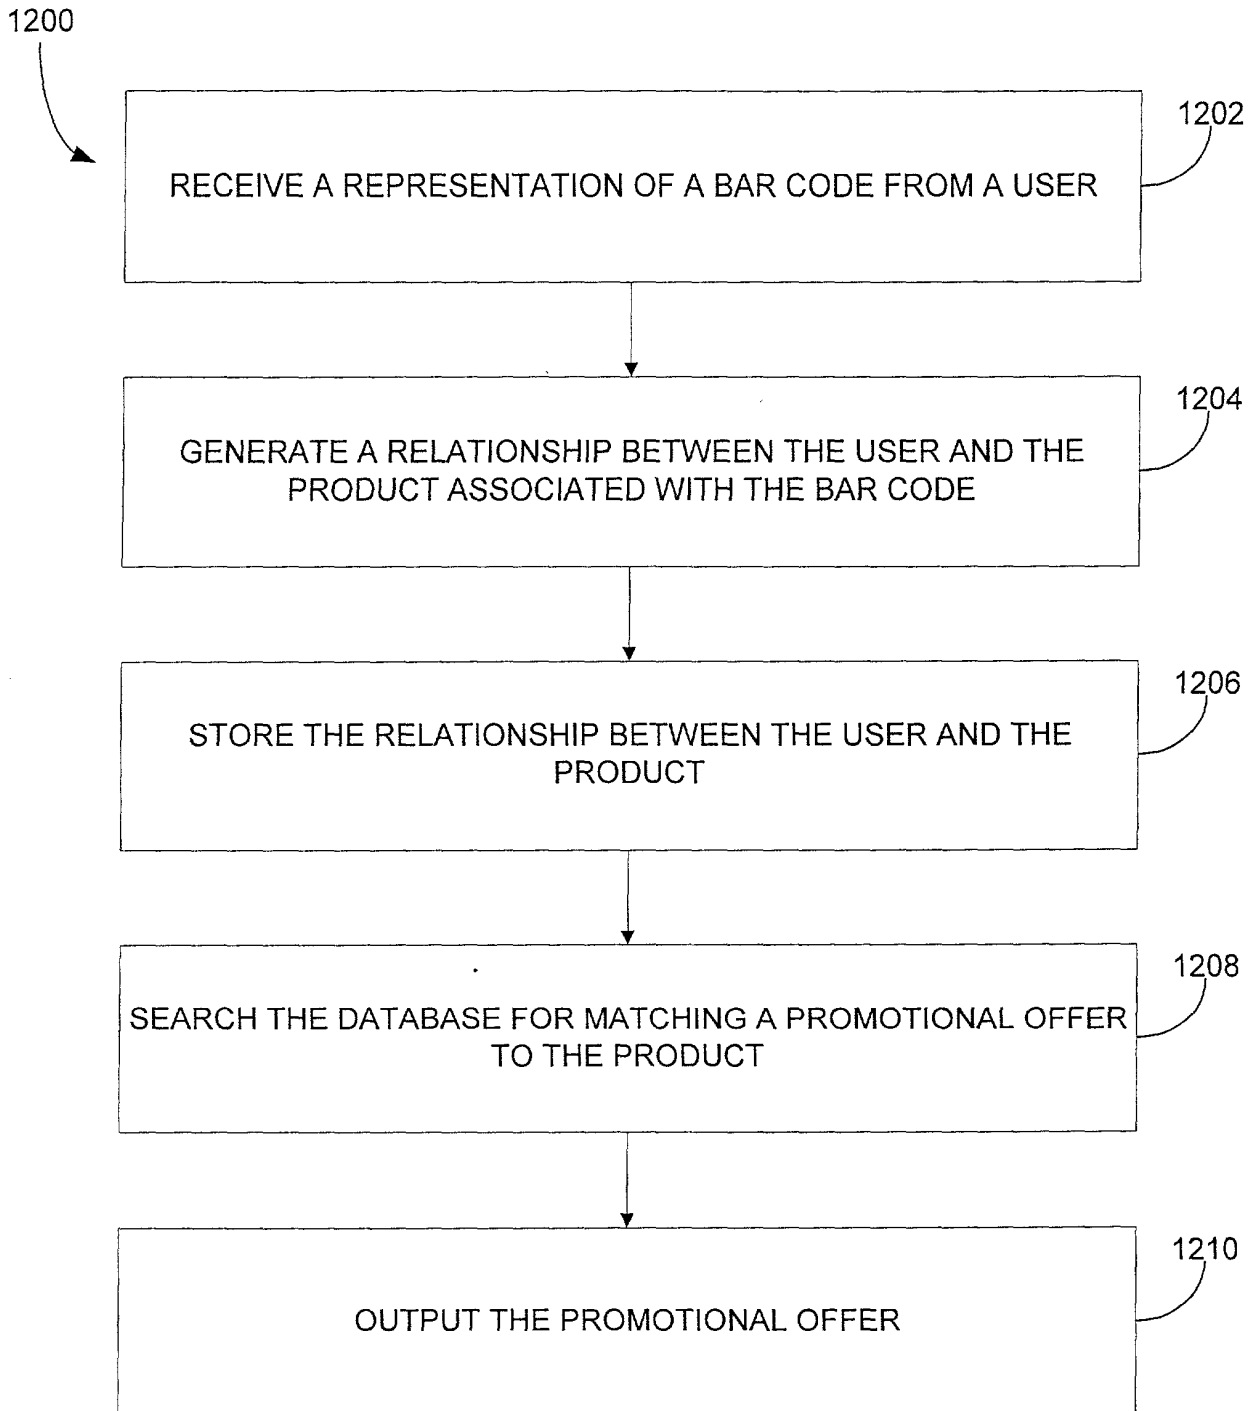 1200
1202
RECEIVE A REPRESENTATION OF A BAR CODE FROM A USER
1204
GENERATE A RELATIONSHIP BETWEEN THE USER AND THE
PRODUCT ASSOCIATED WITH THE BAR CODE
1206
STORE THE RELATIONSHIP BETWEEN THE USER AND THE
PRODUCT
1208
SEARCH THE DATABASE FOR MATCHING A PROMOTIONAL OFFER
TO THE PRODUCT
1210
OUTPUT THE PROMOTIONAL OFFER